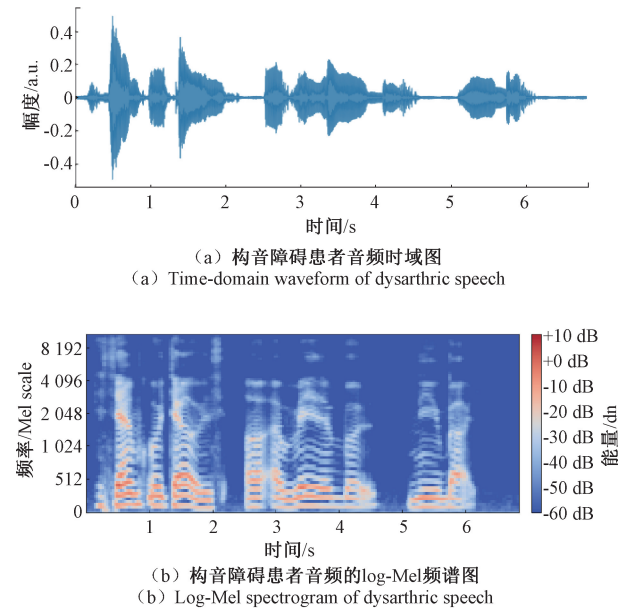 0.4
0.2
0
-0.2
-0.4
幅度/a.u.
0 1 2 3 4 5 6
时间/s
（a）构音障碍患者音频时域图
（a）Time-domain waveform of dysarthric speech
8 192
4 096
2 048
1 024
512
0
频率/Mel scale
+10 dB
+0 dB
-10 dB
-20 dB
-30 dB
-40 dB
-50 dB
-60 dB
能量/dh
1 2 3 4 5 6
时间/s
（b）构音障碍患者音频的log-Mel频谱图
（b）Log-Mel spectrogram of dysarthric speech